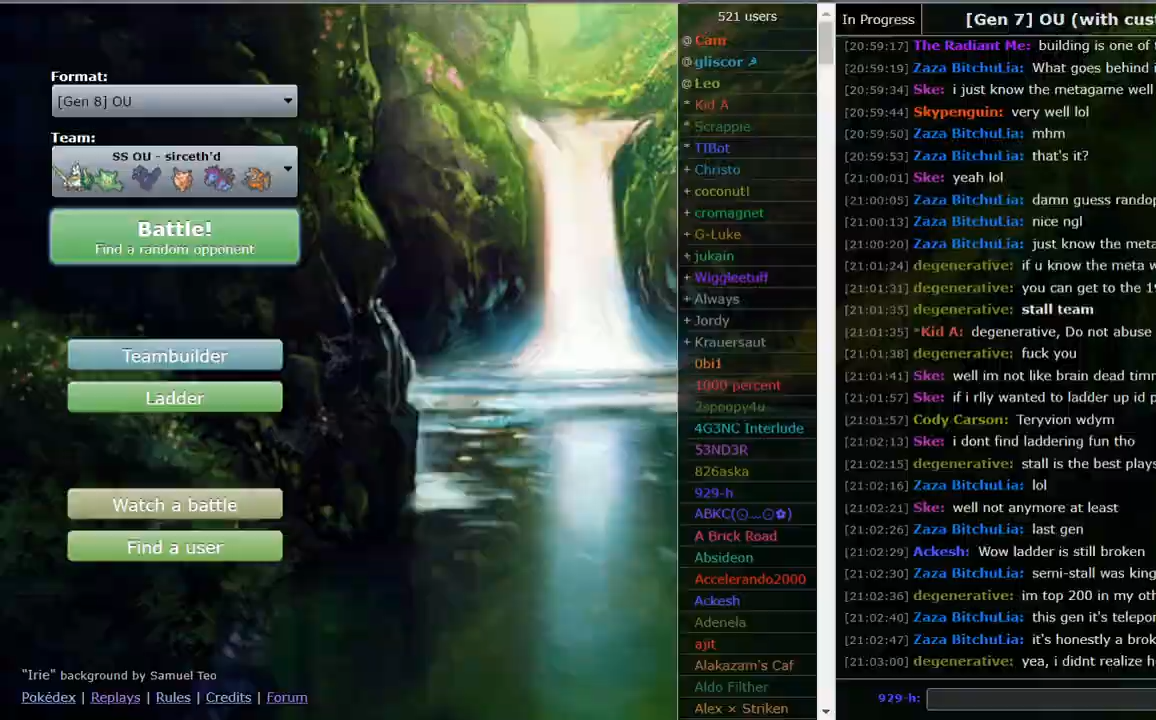 Format:
[Gen 8] OU
Team:
SS OU - sirceth'd
Battle!
Find a random opponent
Teambuilder
Ladder
Watch a battle
Find a user
"Irie" background by Samuel Teo
Pokédex | Replays | Rules | Credits | Forum
521 users
@ Cam
@ gliscor
@ Leo
* Kid A
* Scrappie
* TIBot
+ Christo
+ coconut!
+ cromagnet
+ G-Luke
+ jukain
+ Wiggleetuff
+ Always
+ Jordy
+ Krauersaut
0bi1
1000 percent
2spoopy4u
4G3NC Interlude
53ND3R
826aska
929-h
ABKC(⊙﹏⊙✿)
A Brick Road
Absideon
Accelerando2000
Ackesh
Adenela
ajit
Alakazam's Caf
Aldo Filther
Alex × Striken
In Progress
[Gen 7] OU (with cust
[20:59:17] The Radiant Me: building is one of
[20:59:19] Zaza BitchuLia: What goes behind i
[20:59:34] Ske: i just know the metagame well
[20:59:44] Skypenguin: very well lol
[20:59:50] Zaza BitchuLia: mhm
[20:59:53] Zaza BitchuLia: that's it?
[21:00:01] Ske: yeah lol
[21:00:05] Zaza BitchuLia: damn guess randop
[21:00:13] Zaza BitchuLia: nice ngl
[21:00:20] Zaza BitchuLia: just know the meta
[21:01:24] degenerative: if u know the meta w
[21:01:31] degenerative: you can get to the 19
[21:01:35] degenerative: stall team
[21:01:35] *Kid A: degenerative, Do not abuse
[21:01:38] degenerative: fuck you
[21:01:41] Ske: well im not like brain dead timr
[21:01:57] Ske: if i rlly wanted to ladder up id p
[21:01:57] Cody Carson: Teryvion wdym
[21:02:13] Ske: i dont find laddering fun tho
[21:02:15] degenerative: stall is the best plays
[21:02:16] Zaza BitchuLia: lol
[21:02:21] Ske: well not anymore at least
[21:02:26] Zaza BitchuLia: last gen
[21:02:29] Ackesh: Wow ladder is still broken
[21:02:30] Zaza BitchuLia: semi-stall was king
[21:02:36] degenerative: im top 200 in my oth
[21:02:40] Zaza BitchuLia: this gen it's telepor
[21:02:47] Zaza BitchuLia: it's honestly a brok
[21:03:00] degenerative: yea, i didnt realize h
929-h: